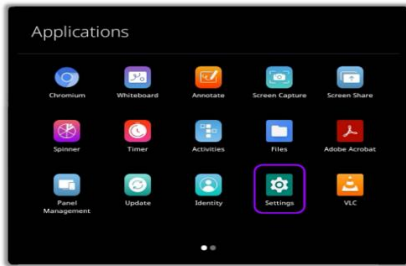 Applications
Chromium
Whiteboard
Annotate
Screen Capture
Screen Share
Spinner
Timer
Activities
Files
Adobe Acrobat
Panel
Management
Update
Identity
Settings
VLC